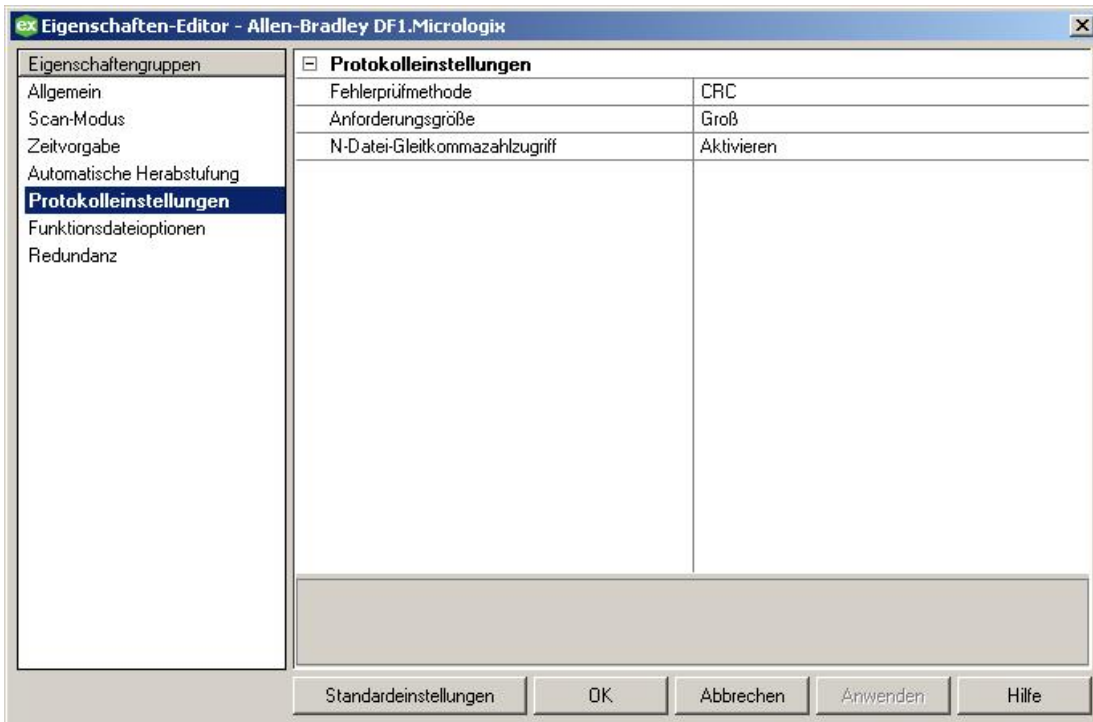 ex Eigenschaften-Editor - Allen-Bradley DF1.Micrologix
Eigenschaftengruppen
Allgemein
Scan-Modus
Zeitvorgabe
Automatische Herabstufung
Protokolleinstellungen
Funktionsdateioptionen
Redundanz
Protokolleinstellungen
Fehlerprüfmethode CRC
Anforderungsgröße Groß
N-Datei-Gleitkommazahlzugriff Aktivieren
Standardeinstellungen OK Abbrechen Anwenden Hilfe